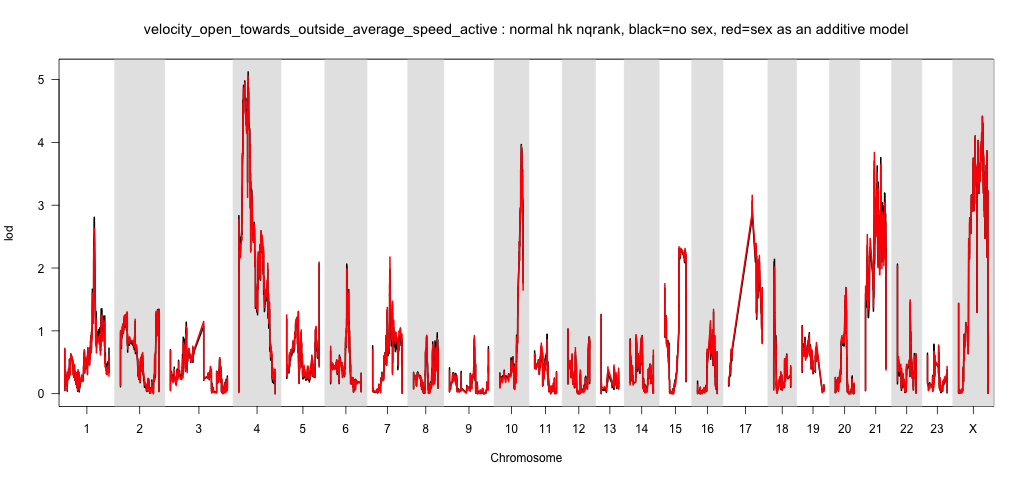 velocity_open_towards_outside_average_speed_active : normal hk nqrank, black=no sex, red=sex as an additive model
lod
5
4
3
2
1
0
1 2 3 4 5 6 7 8 9 10 11 12 13 14 15 16 17 18 19 20 21 22 23 X
Chromosome